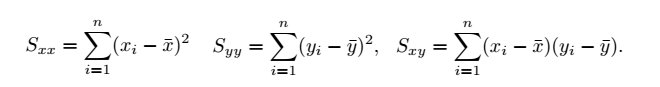 $S_{xx} = \sum_{i=1}^{n}(x_i - \bar{x})^2 \quad S_{yy} = \sum_{i=1}^{n}(y_i - \bar{y})^2, \quad S_{xy} = \sum_{i=1}^{n}(x_i - \bar{x})(y_i - \bar{y}).$